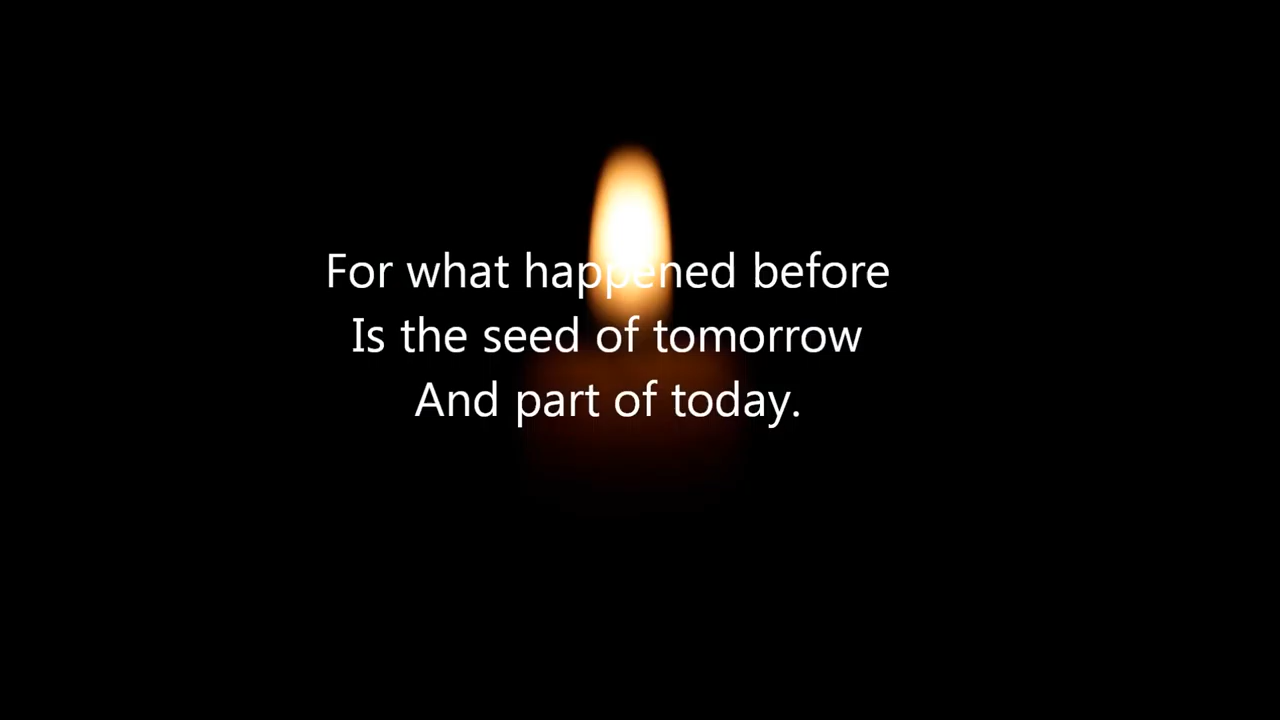 For what happened before
Is the seed of tomorrow
And part of today.